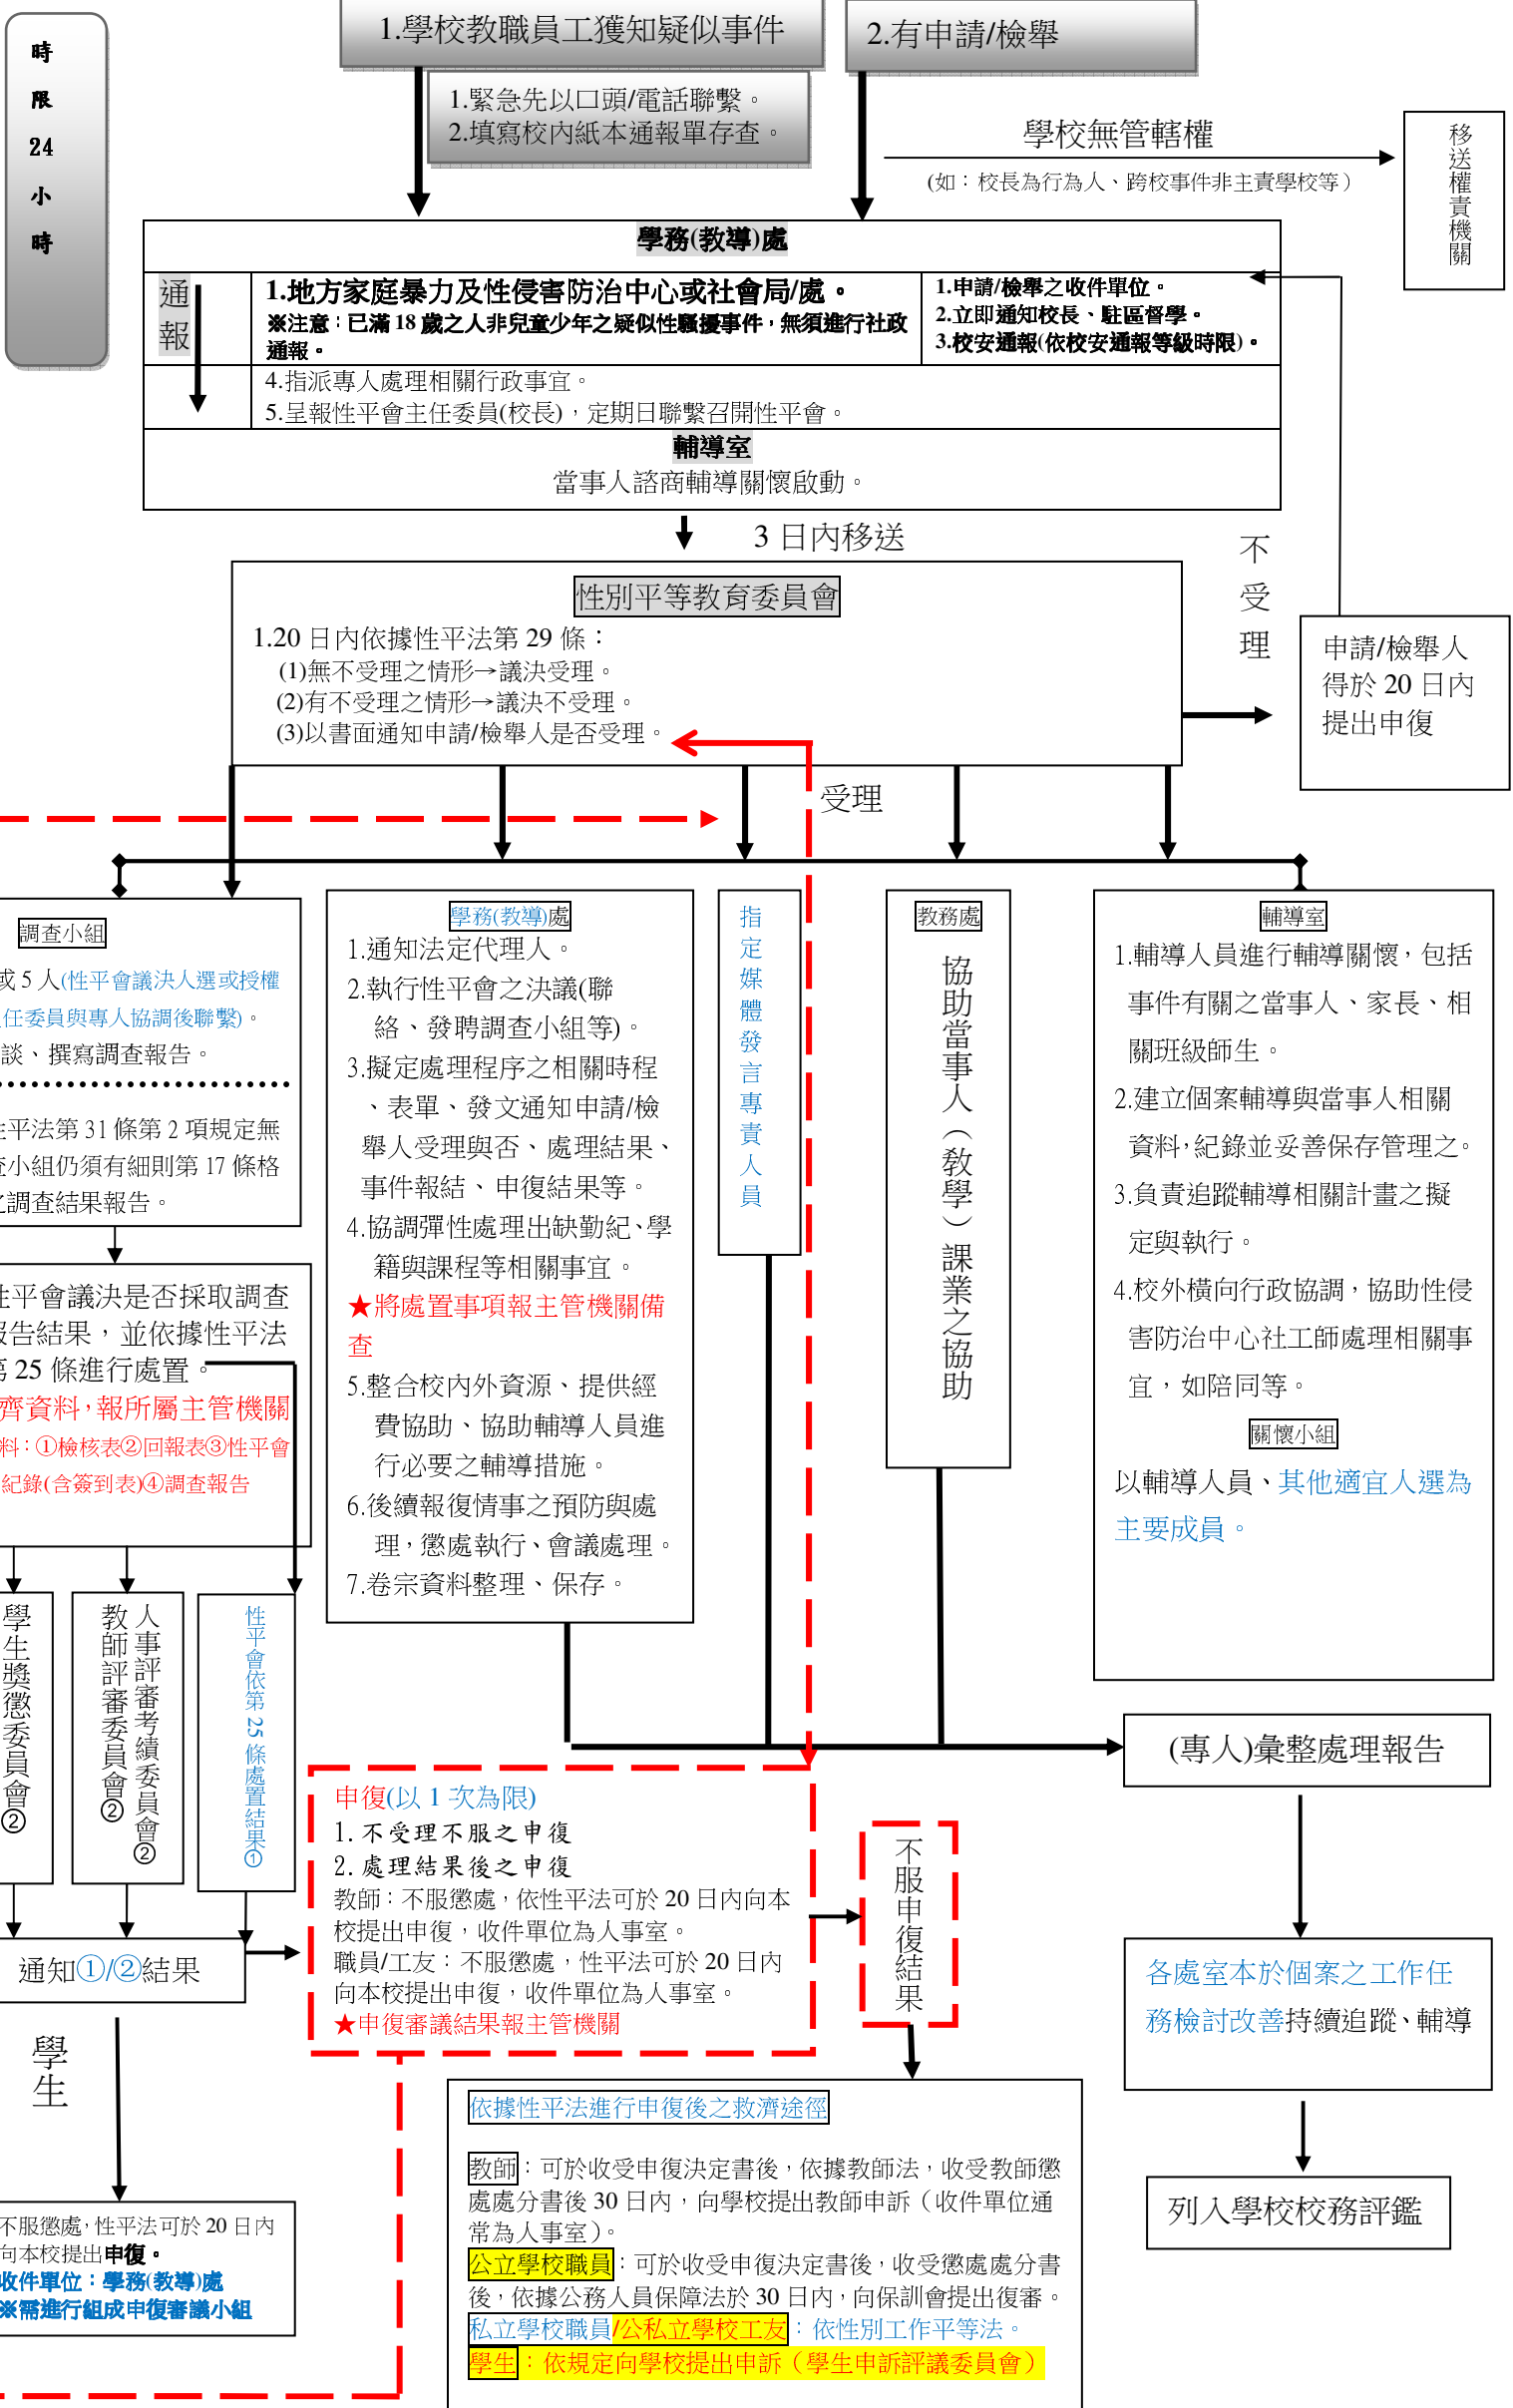 時
限
24
小
時
1.學校教職員工獲知疑似事件
2.有申請/檢舉
1.緊急先以口頭/電話聯繫。
2.填寫校內紙本通報單存查。
學校無管轄權
(如：校長為行為人、跨校事件非主責學校等）
移送權責機關
學務(教導)處
通報
1.地方家庭暴力及性侵害防治中心或社會局/處。
※注意：已滿 18 歲之人非兒童少年之疑似性騷擾事件，無須進行社政
通報。
1.申請/檢舉之收件單位。
2.立即通知校長、駐區督學。
3.校安通報(依校安通報等級時限)。
4.指派專人處理相關行政事宜。
5.呈報性平會主任委員(校長)，定期日聯繫召開性平會。
輔導室
當事人諮商輔導關懷啟動。
3 日內移送
不
受
理
性別平等教育委員會
1.20 日內依據性平法第 29 條：
(1)無不受理之情形→議決受理。
(2)有不受理之情形→議決不受理。
(3)以書面通知申請/檢舉人是否受理。
申請/檢舉人
得於 20 日內
提出申復
受理
調查小組
或 5 人(性平會議決人選或授權
任委員與專人協調後聯繫)。
談、撰寫調查報告。
性平法第 31 條第 2 項規定無
查小組仍須有細則第 17 條格
之調查結果報告。
學務(教導)處
1.通知法定代理人。
2.執行性平會之決議(聯
絡、發聘調查小組等)。
3.擬定處理程序之相關時程
、表單、發文通知申請/檢
舉人受理與否、處理結果、
事件報結、申復結果等。
4.協調彈性處理出缺勤紀、學
籍與課程等相關事宜。
★將處置事項報主管機關備
查
5.整合校內外資源、提供經
費協助、協助輔導人員進
行必要之輔導措施。
6.後續報復情事之預防與處
理，懲處執行、會議處理。
7.卷宗資料整理、保存。
指定媒體發言專責人員
教務處
協助當事人（教學）課業之協助
輔導室
1.輔導人員進行輔導關懷，包括
事件有關之當事人、家長、相
關班級師生。
2.建立個案輔導與當事人相關
資料，紀錄並妥善保存管理之。
3.負責追蹤輔導相關計畫之擬
定與執行。
4.校外橫向行政協調，協助性侵
害防治中心社工師處理相關事
宜，如陪同等。
關懷小組
以輔導人員、其他適宜人選為
主要成員。
性平會議決是否採取調查
報告結果，並依據性平法
第 25 條進行處置。
齊資料，報所屬主管機關
料：①檢核表②回報表③性平會
紀錄(含簽到表)④調查報告
學生獎懲委員會②
人事評審考績委員會②
教師評審委員會②
性平會依第 25 條處置結果①
(專人)彙整處理報告
申復(以 1 次為限)
1. 不受理不服之申復
2. 處理結果後之申復
教師：不服懲處，依性平法可於 20 日內向本
校提出申復，收件單位為人事室。
職員/工友：不服懲處，性平法可於 20 日內
向本校提出申復，收件單位為人事室。
★申復審議結果報主管機關
不服申復結果
通知①/②結果
學
生
各處室本於個案之工作任
務檢討改善持續追蹤、輔導
依據性平法進行申復後之救濟途徑
教師：可於收受申復決定書後，依據教師法，收受教師懲
處處分書後 30 日內，向學校提出教師申訴（收件單位通
常為人事室）。
公立學校職員：可於收受申復決定書後，收受懲處處分書
後，依據公務人員保障法於 30 日內，向保訓會提出復審。
私立學校職員/公私立學校工友：依性別工作平等法。
學生：依規定向學校提出申訴（學生申訴評議委員會）
列入學校校務評鑑
不服懲處，性平法可於 20 日內
向本校提出申復。
收件單位：學務(教導)處
※需進行組成申復審議小組